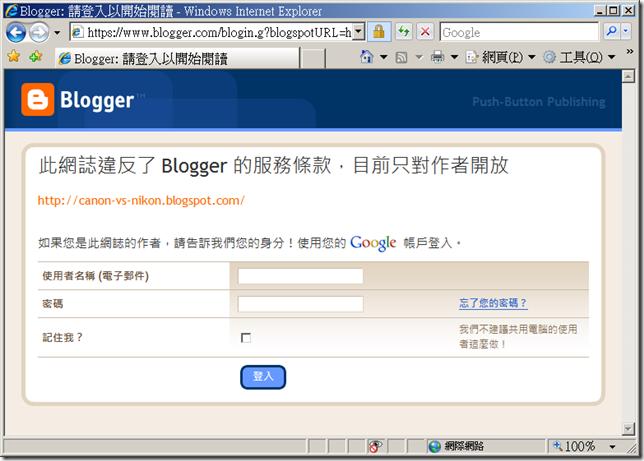 Blogger: 請登入以開始閱讀 - Windows Internet Explorer
https://www.blogger.com/blogin.g?blogspotURL=h
Google
Blogger: 請登入以開始閱讀
網頁(P)
工具(O)
Blogger™
Push-Button Publishing
此網誌違反了 Blogger 的服務條款，目前只對作者開放
http://canon-vs-nikon.blogspot.com/
如果您是此網誌的作者，請告訴我們您的身分！使用您的 Google 帳戶登入。
使用者名稱 (電子郵件)
密碼
忘了您的密碼？
記住我？
我們不建議共用電腦的使用
者這麼做！
登入
網際網路
100%